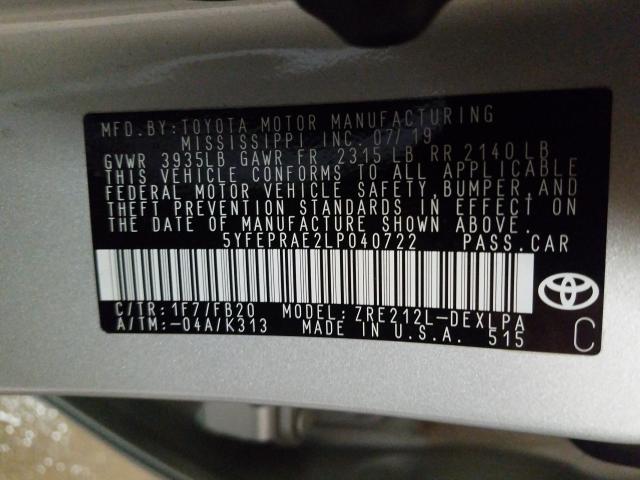 MFD. BY: TOYOTA MOTOR MANUFACTURING
MISSISSIPPI INC. 07/19
GVWR 3935LB GAWR FR 2315LB RR 2140LB
THIS VEHICLE CONFORMS TO ALL APPLICABLE
FEDERAL MOTOR VEHICLE SAFETY, BUMPER, AND
THEFT PREVENTION STANDARDS IN EFFECT ON
THE DATE OF MANUFACTURE SHOWN ABOVE.
5YFEPRAE2LP040722 PASS.CAR
C/TR: 1F7/FB20 MODEL: ZRE212L-DEXLPA
A/TM:-04A/K313 MADE IN U.S.A. 515
C